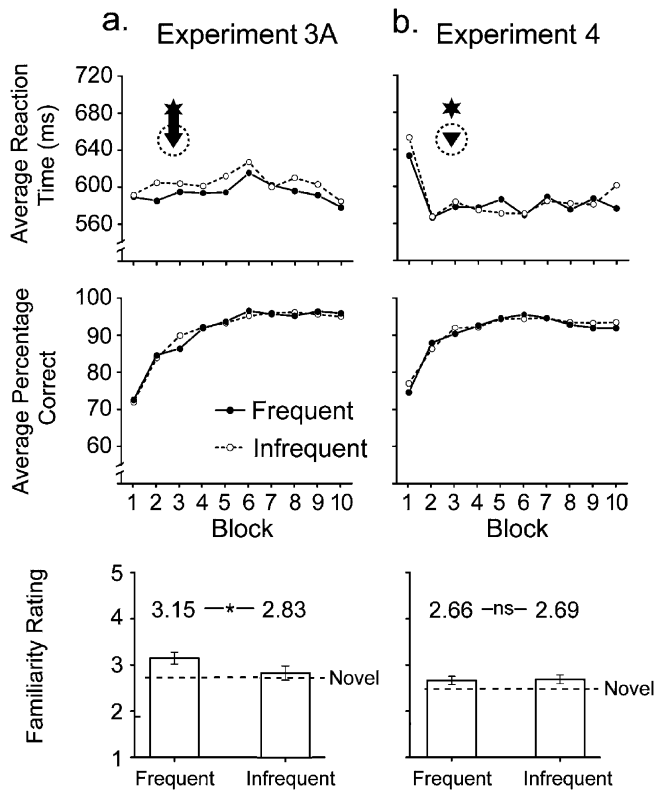 a. Experiment 3A
b. Experiment 4
Average Reaction
Time (ms)
720
680
640
600
560
Average Percentage
Correct
100
90
80
70
60
Frequent
Infrequent
1 2 3 4 5 6 7 8 9 10
Block
1 2 3 4 5 6 7 8 9 10
Block
Familiarity Rating
5
4
3
2
1
3.15 * 2.83
Novel
Frequent Infrequent
2.66 ns 2.69
Novel
Frequent Infrequent